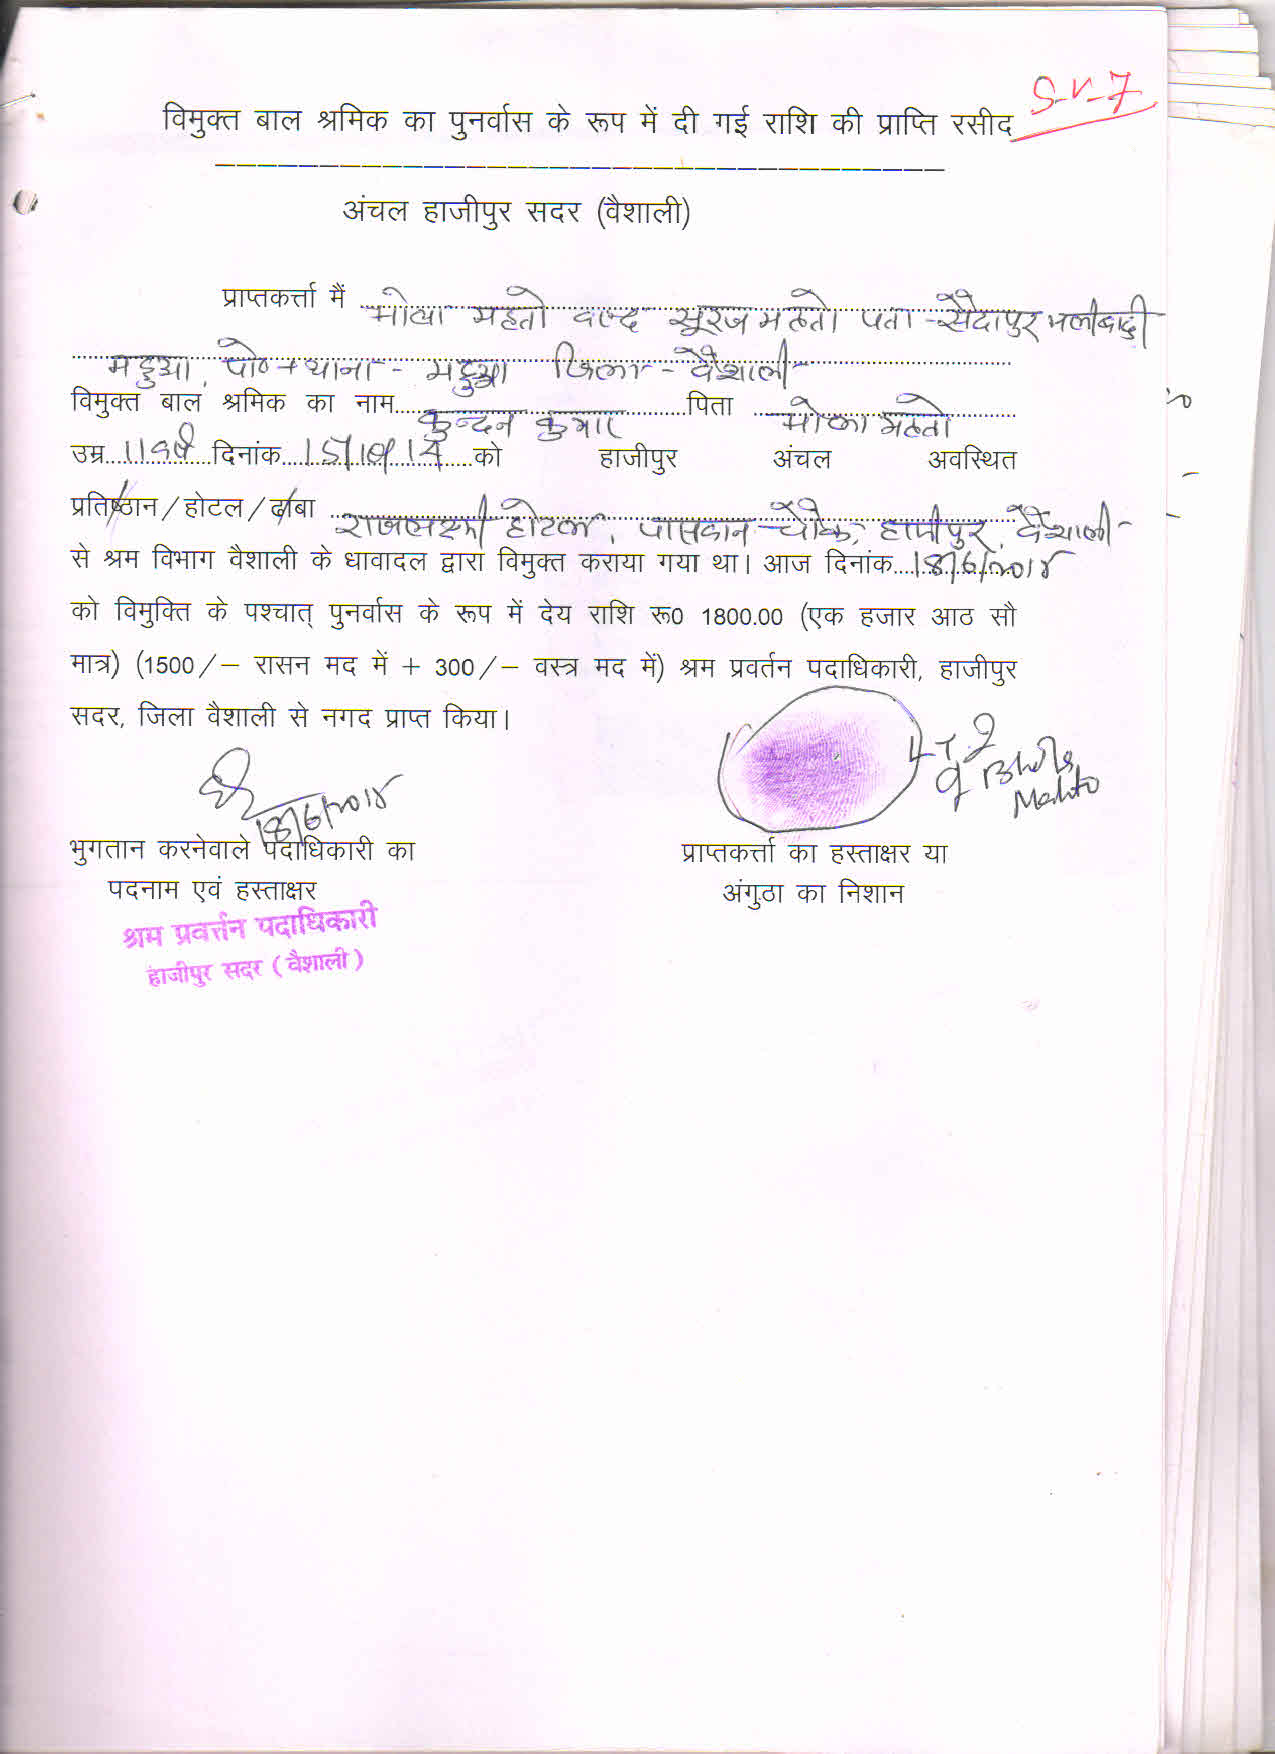 S-V-7
विमुक्त बाल श्रमिक का पुनर्वास के रूप में दी गई राशि की प्राप्ति रसीद
अंचल हाजीपुर सदर (वैशाली)
प्राप्तकर्त्ता मैं भोला महतो वल्द सूरज महतो पता - सैदापुर
महुआ, पो० + थाना - महुआ जिला - वैशाली
विमुक्त बाल श्रमिक का नाम कुन्दन कुमार पिता भोला महतो
उम्र 11 वर्ष दिनांक 15/10/14 को हाजीपुर अंचल अवस्थित
प्रतिष्ठान/होटल/ढाबा राजलक्ष्मी होटल, पासवान चौक, हाजीपुर, वैशाली
से श्रम विभाग वैशाली के धावादल द्वारा विमुक्त कराया गया था। आज दिनांक 18/6/2015
को विमुक्ति के पश्चात् पुनर्वास के रूप में देय राशि रू0 1800.00 (एक हजार आठ सौ
मात्र) (1500/– रासन मद में + 300/– वस्त्र मद में) श्रम प्रवर्तन पदाधिकारी, हाजीपुर
सदर, जिला वैशाली से नगद प्राप्त किया।
18/6/2015
L.T.I of Bhola Mahto
भुगतान करनेवाले पदाधिकारी का
पदनाम एवं हस्ताक्षर
प्राप्तकर्त्ता का हस्ताक्षर या
अंगुठा का निशान
श्रम प्रवर्त्तन पदाधिकारी
हाजीपुर सदर (वैशाली)